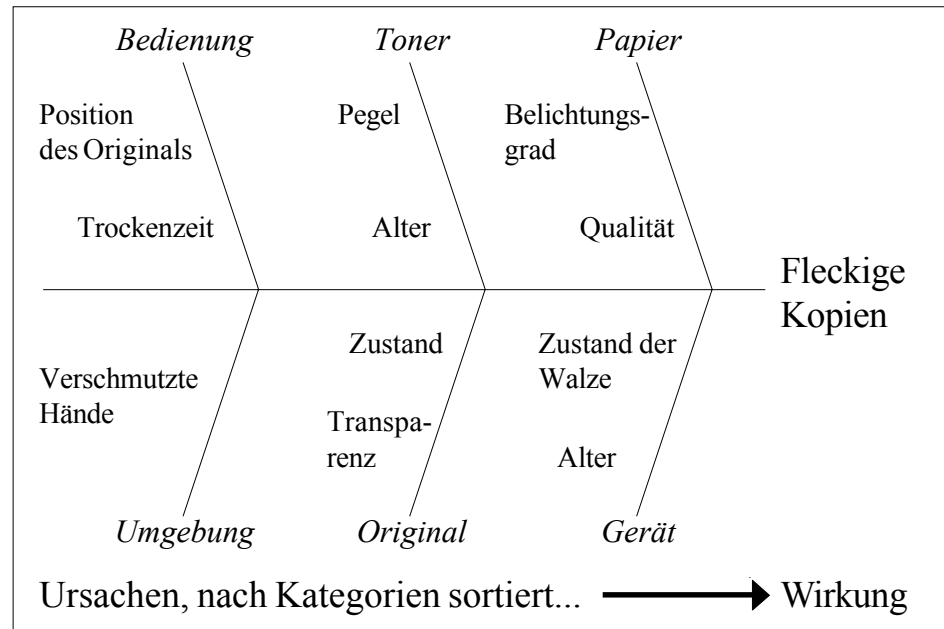 Bedienung
Toner
Papier
Position
des Originals
Pegel
Belichtungs-
grad
Trockenzeit
Alter
Qualität
Fleckige
Kopien
Zustand
Zustand der
Walze
Verschmutzte
Hände
Transpa-
renz
Alter
Umgebung
Original
Gerät
Ursachen, nach Kategorien sortiert...
Wirkung